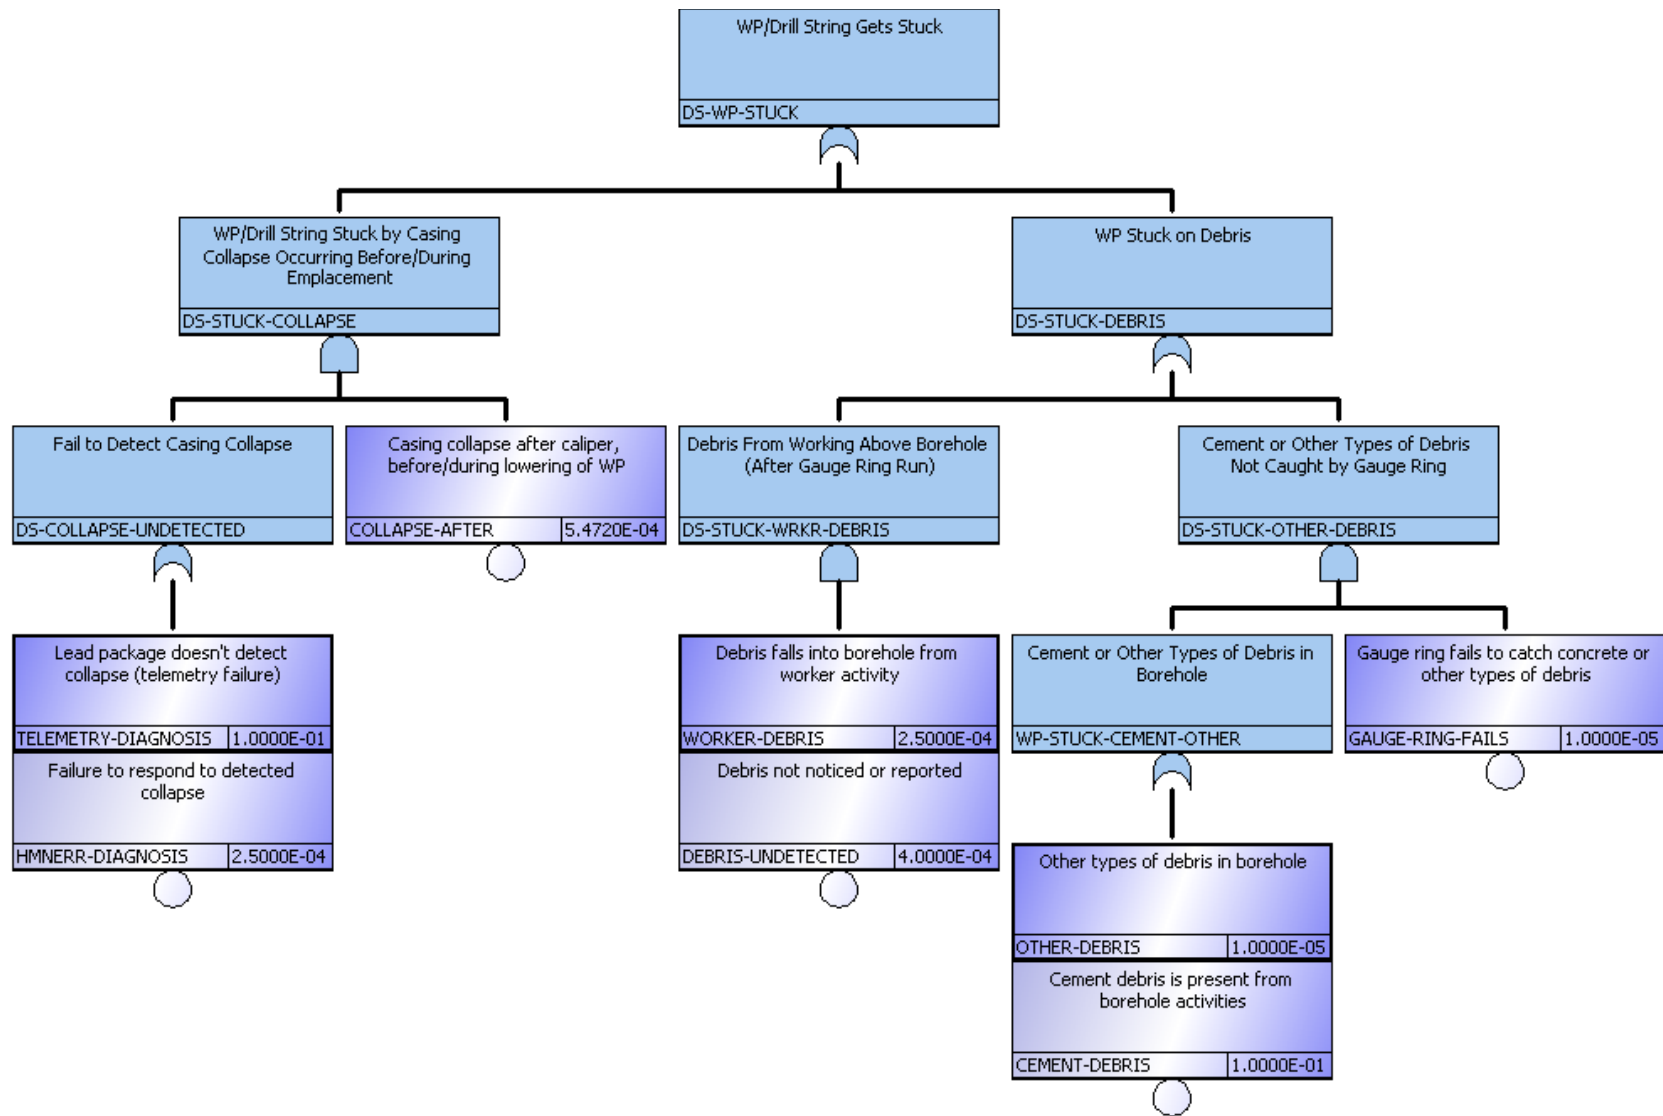 WP/Drill String Gets Stuck
DS-WP-STUCK
WP/Drill String Stuck by Casing
Collapse Occurring Before/During
Emplacement
DS-STUCK-COLLAPSE
WP Stuck on Debris
DS-STUCK-DEBRIS
Fail to Detect Casing Collapse
DS-COLLAPSE-UNDETECTED
Casing collapse after caliper,
before/during lowering of WP
COLLAPSE-AFTER 5.4720E-04
Debris From Working Above Borehole
(After Gauge Ring Run)
DS-STUCK-WRKR-DEBRIS
Cement or Other Types of Debris
Not Caught by Gauge Ring
DS-STUCK-OTHER-DEBRIS
Lead package doesn't detect
collapse (telemetry failure)
TELEMETRY-DIAGNOSIS 1.0000E-01
Failure to respond to detected
collapse
HMNERR-DIAGNOSIS 2.5000E-04
Debris falls into borehole from
worker activity
WORKER-DEBRIS 2.5000E-04
Debris not noticed or reported
DEBRIS-UNDETECTED 4.0000E-04
Cement or Other Types of Debris in
Borehole
WP-STUCK-CEMENT-OTHER
Gauge ring fails to catch concrete or
other types of debris
GAUGE-RING-FAILS 1.0000E-05
Other types of debris in borehole
OTHER-DEBRIS 1.0000E-05
Cement debris is present from
borehole activities
CEMENT-DEBRIS 1.0000E-01